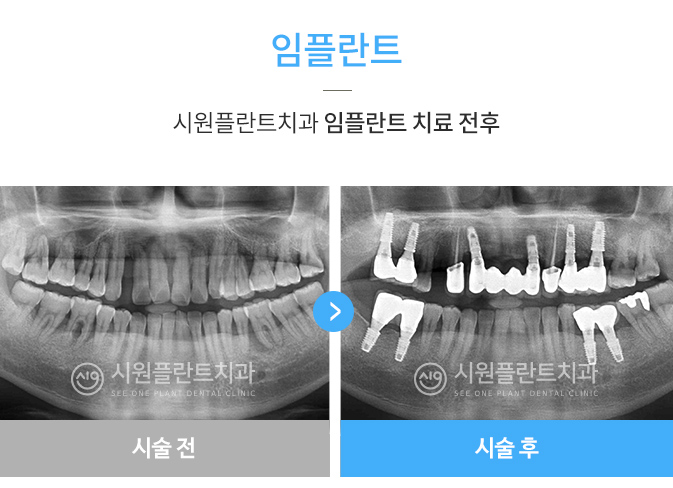 임플란트
시원플란트치과 임플란트 치료 전후
시원플란트치과
SEE ONE PLANT DENTAL CLINIC
시원플란트치과
SEE ONE PLANT DENTAL CLINIC
시술 전
시술 후